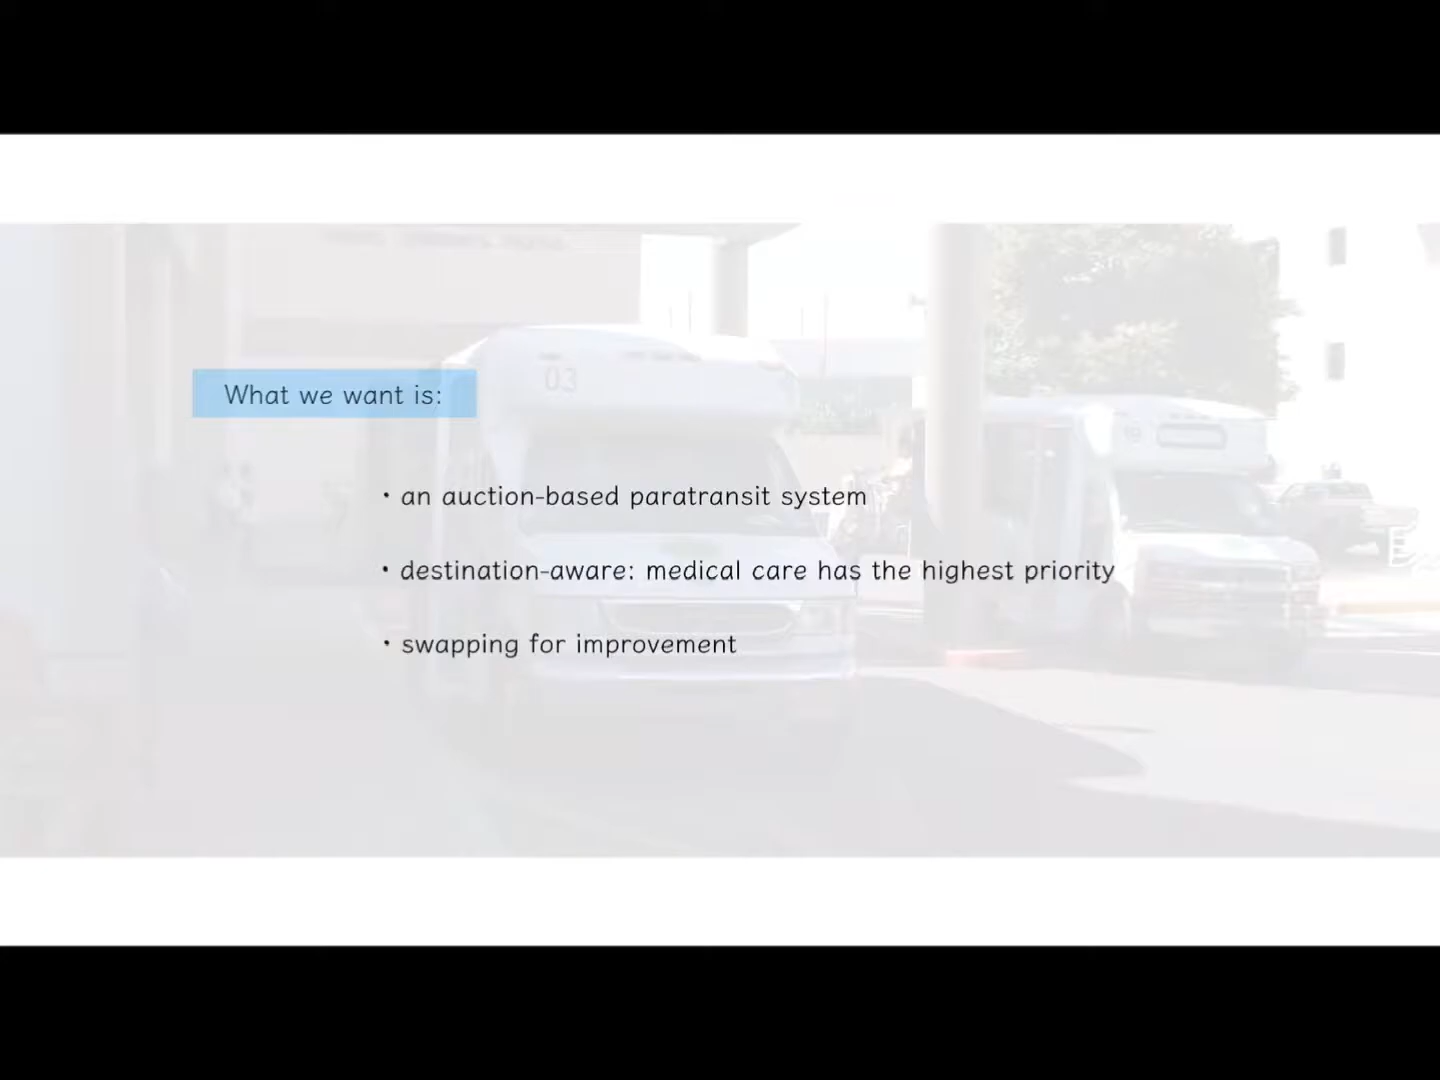 03
What we want is:
• an auction-based paratransit system
• destination-aware: medical care has the highest priority
• swapping for improvement